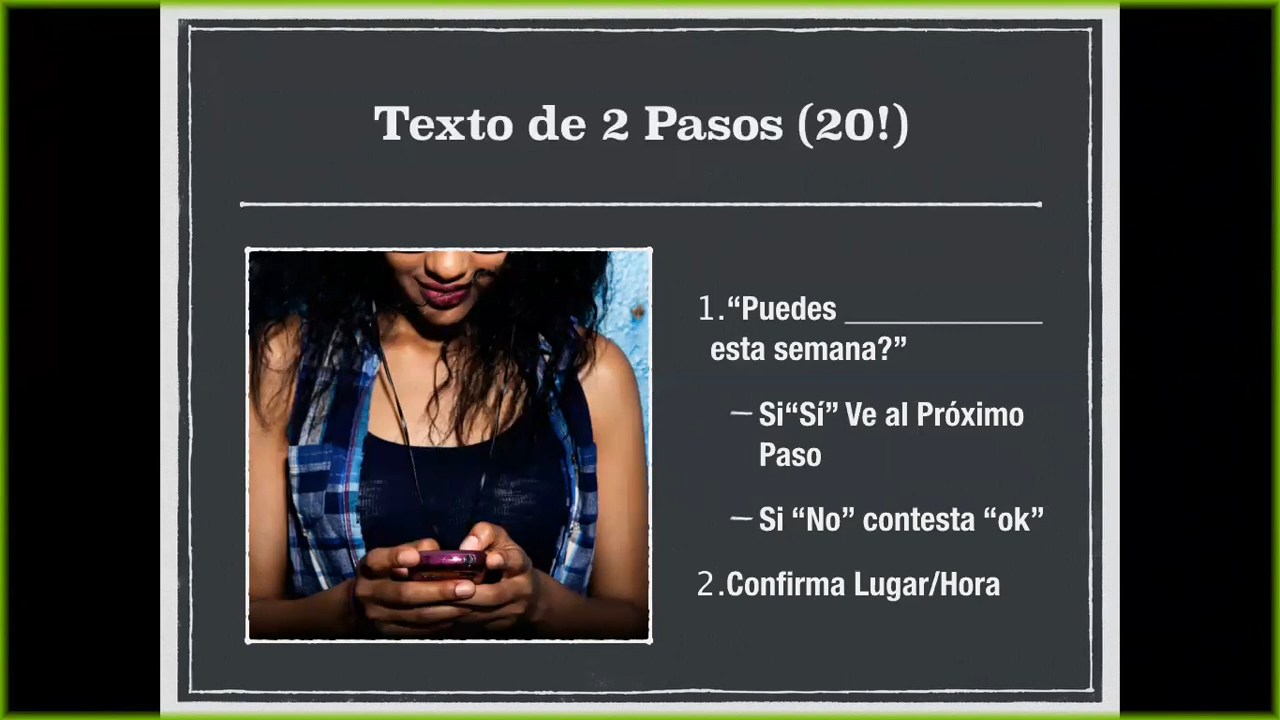 Texto de 2 Pasos (20!)
1.“Puedes ____________
esta semana?”
– Si“Sí” Ve al Próximo
Paso
– Si “No” contesta “ok”
2.Confirma Lugar/Hora